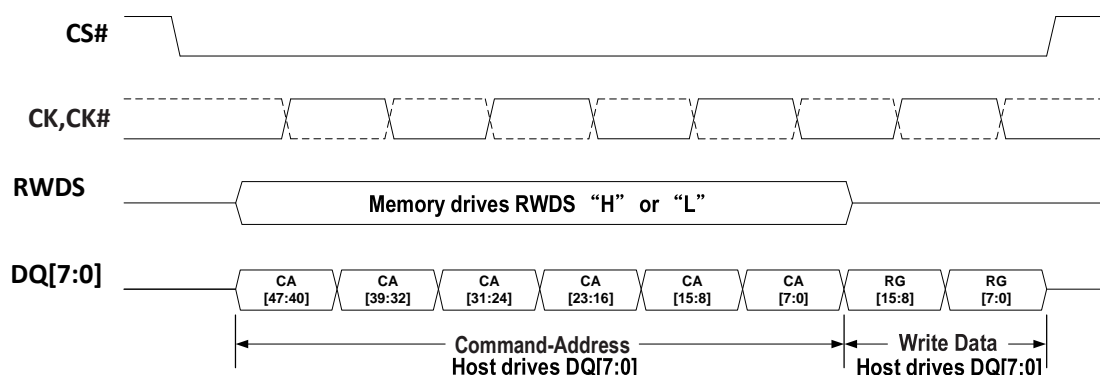 CS#
CK,CK#
RWDS
Memory drives RWDS “H” or “L”
DQ[7:0]
CA
[47:40]
CA
[39:32]
CA
[31:24]
CA
[23:16]
CA
[15:8]
CA
[7:0]
RG
[15:8]
RG
[7:0]
Command-Address
Host drives DQ[7:0]
Write Data
Host drives DQ[7:0]